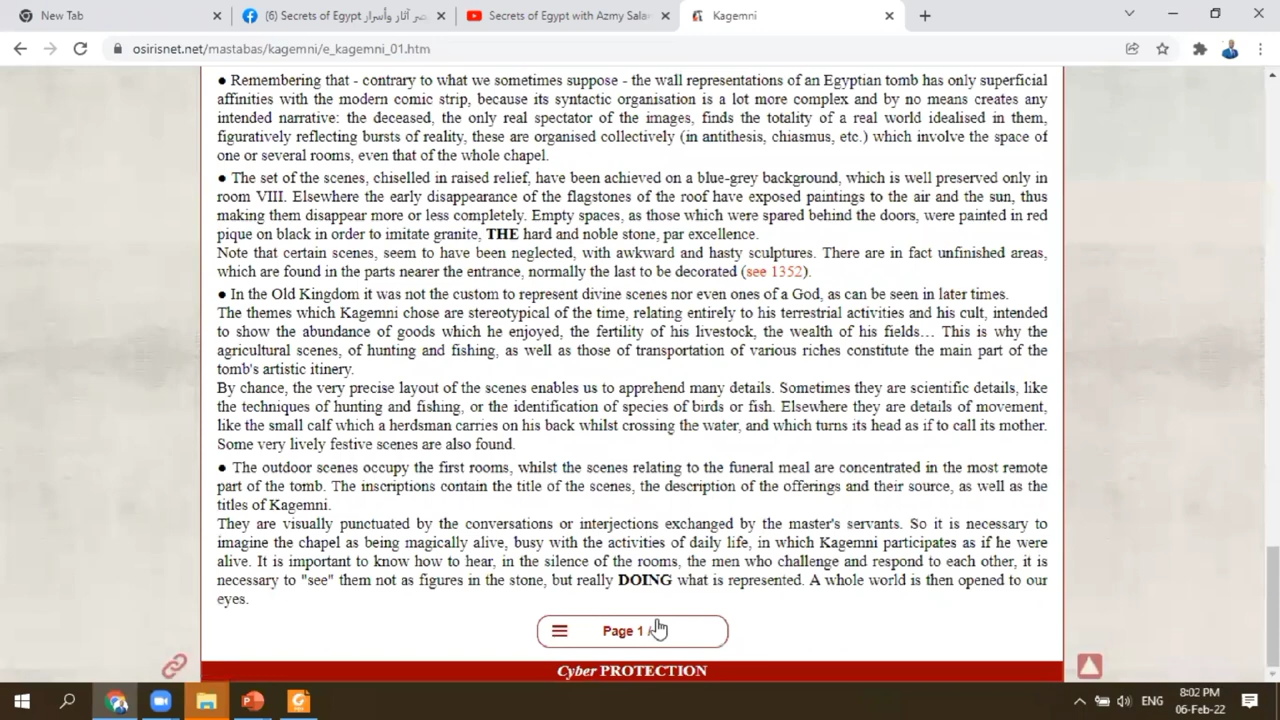 New Tab
(6) Secrets of Egypt مصر آثار وأسرار
Secrets of Egypt with Azmy Sala
Kagemni
osirisnet.net/mastabas/kagemni/e_kagemni_01.htm
● Remembering that - contrary to what we sometimes suppose - the wall representations of an Egyptian tomb has only superficial
affinities with the modern comic strip, because its syntactic organisation is a lot more complex and by no means creates any
intended narrative: the deceased, the only real spectator of the images, finds the totality of a real world idealised in them,
figuratively reflecting bursts of reality, these are organised collectively (in antithesis, chiasmus, etc.) which involve the space of
one or several rooms, even that of the whole chapel.
● The set of the scenes, chiselled in raised relief, have been achieved on a blue-grey background, which is well preserved only in
room VIII. Elsewhere the early disappearance of the flagstones of the roof have exposed paintings to the air and the sun, thus
making them disappear more or less completely. Empty spaces, as those which were spared behind the doors, were painted in red
pique on black in order to imitate granite, THE hard and noble stone, par excellence.
Note that certain scenes, seem to have been neglected, with awkward and hasty sculptures. There are in fact unfinished areas,
which are found in the parts nearer the entrance, normally the last to be decorated (see 1352).
● In the Old Kingdom it was not the custom to represent divine scenes nor even ones of a God, as can be seen in later times.
The themes which Kagemni chose are stereotypical of the time, relating entirely to his terrestrial activities and his cult, intended
to show the abundance of goods which he enjoyed, the fertility of his livestock, the wealth of his fields… This is why the
agricultural scenes, of hunting and fishing, as well as those of transportation of various riches constitute the main part of the
tomb's artistic itinery.
By chance, the very precise layout of the scenes enables us to apprehend many details. Sometimes they are scientific details, like
the techniques of hunting and fishing, or the identification of species of birds or fish. Elsewhere they are details of movement,
like the small calf which a herdsman carries on his back whilst crossing the water, and which turns its head as if to call its mother.
Some very lively festive scenes are also found.
● The outdoor scenes occupy the first rooms, whilst the scenes relating to the funeral meal are concentrated in the most remote
part of the tomb. The inscriptions contain the title of the scenes, the description of the offerings and their source, as well as the
titles of Kagemni.
They are visually punctuated by the conversations or interjections exchanged by the master's servants. So it is necessary to
imagine the chapel as being magically alive, busy with the activities of daily life, in which Kagemni participates as if he were
alive. It is important to know how to hear, in the silence of the rooms, the men who challenge and respond to each other, it is
necessary to "see" them not as figures in the stone, but really DOING what is represented. A whole world is then opened to our
eyes.
Page 1
Cyber PROTECTION
ENG
8:02 PM
06-Feb-22